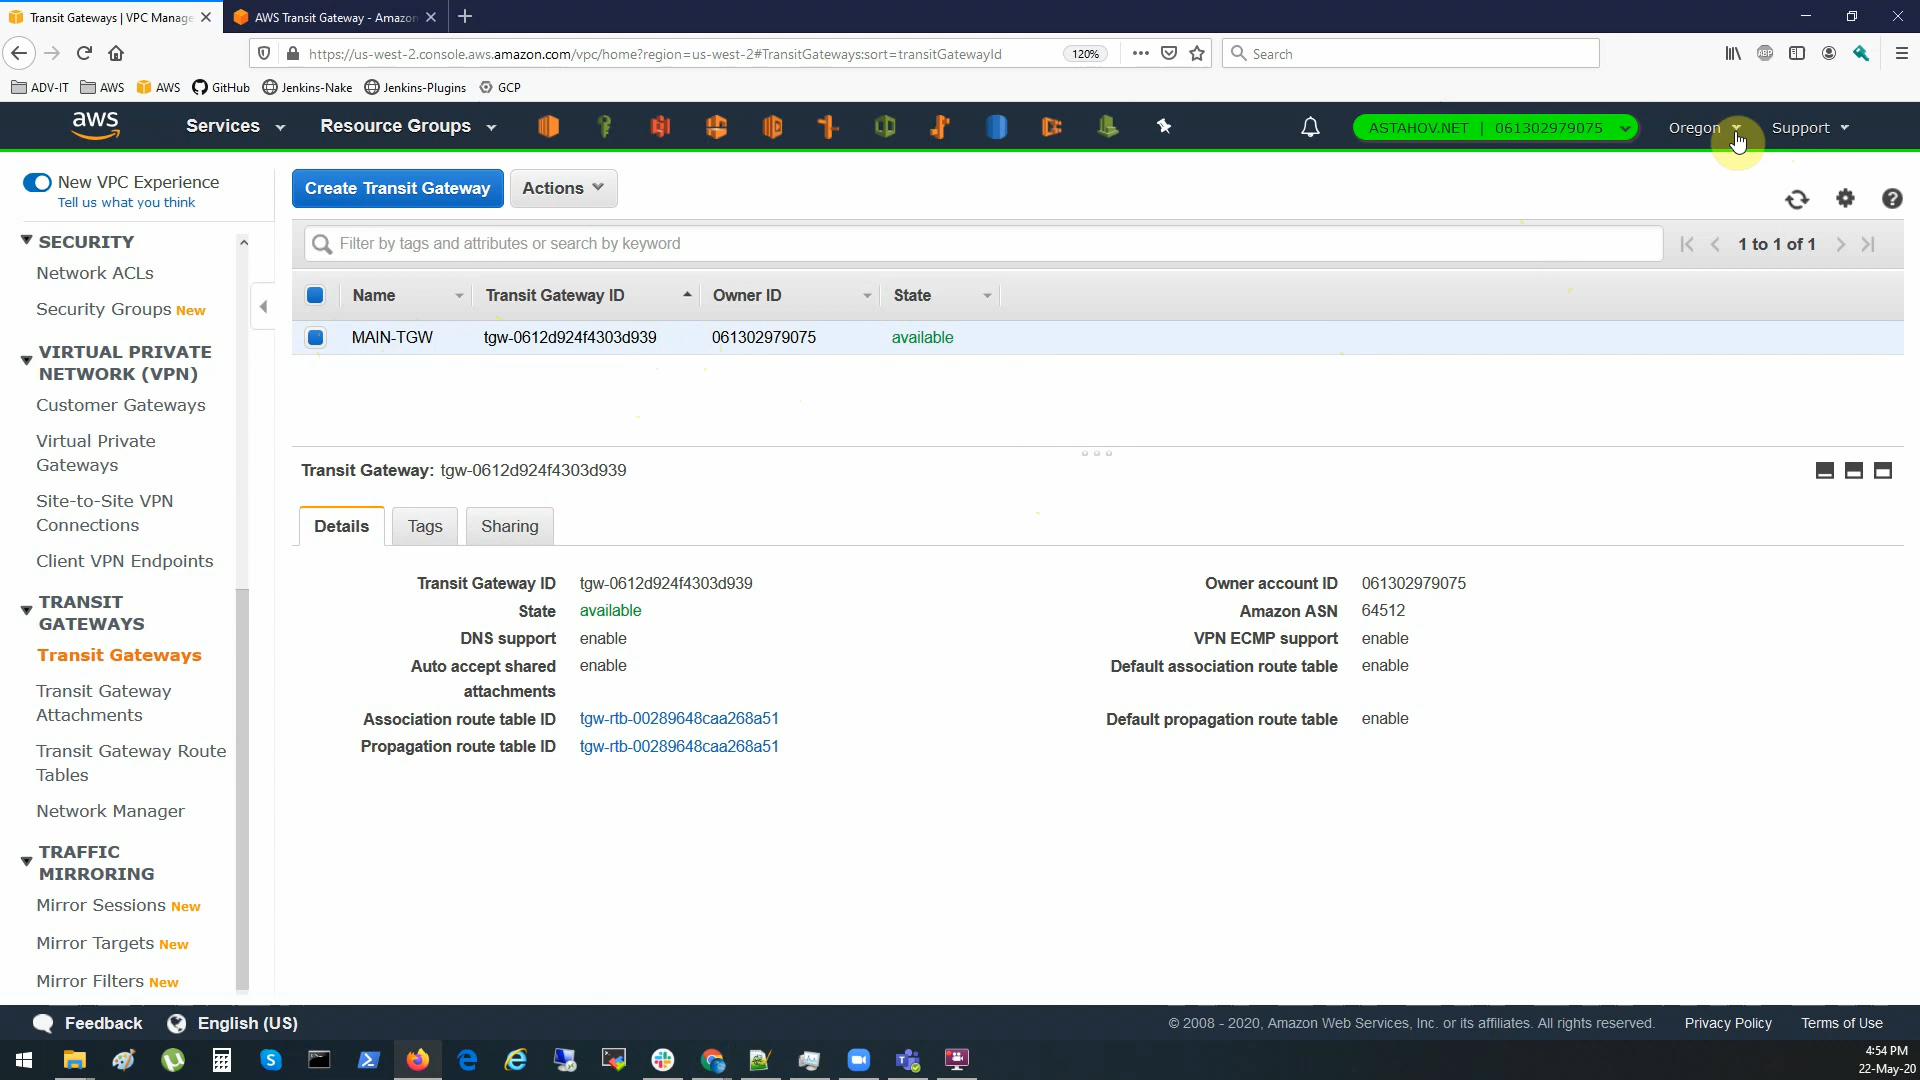 Transit Gateways | VPC Manage
AWS Transit Gateway - Amazon
https://us-west-2.console.aws.amazon.com/vpc/home?region=us-west-2#TransitGateways:sort=transitGatewayId
120%
Search
ABP
ADV-IT
AWS
AWS
GitHub
Jenkins-Nake
Jenkins-Plugins
GCP
aws
Services
Resource Groups
ASTAHOV.NET | 061302979075
Oregon
Support
New VPC Experience
Tell us what you think
SECURITY
Network ACLs
Security Groups New
VIRTUAL PRIVATE
NETWORK (VPN)
Customer Gateways
Virtual Private
Gateways
Site-to-Site VPN
Connections
Client VPN Endpoints
TRANSIT
GATEWAYS
Transit Gateways
Transit Gateway
Attachments
Transit Gateway Route
Tables
Network Manager
TRAFFIC
MIRRORING
Mirror Sessions New
Mirror Targets New
Mirror Filters New
Create Transit Gateway
Actions
Filter by tags and attributes or search by keyword
1 to 1 of 1
Name
Transit Gateway ID
Owner ID
State
MAIN-TGW
tgw-0612d924f4303d939
061302979075
available
Transit Gateway: tgw-0612d924f4303d939
Details
Tags
Sharing
Transit Gateway ID tgw-0612d924f4303d939
State available
DNS support enable
Auto accept shared enable
attachments
Association route table ID tgw-rtb-00289648caa268a51
Propagation route table ID tgw-rtb-00289648caa268a51
Owner account ID 061302979075
Amazon ASN 64512
VPN ECMP support enable
Default association route table enable
Default propagation route table enable
Feedback
English (US)
© 2008 - 2020, Amazon Web Services, Inc. or its affiliates. All rights reserved.
Privacy Policy
Terms of Use
4:54 PM
22-May-20